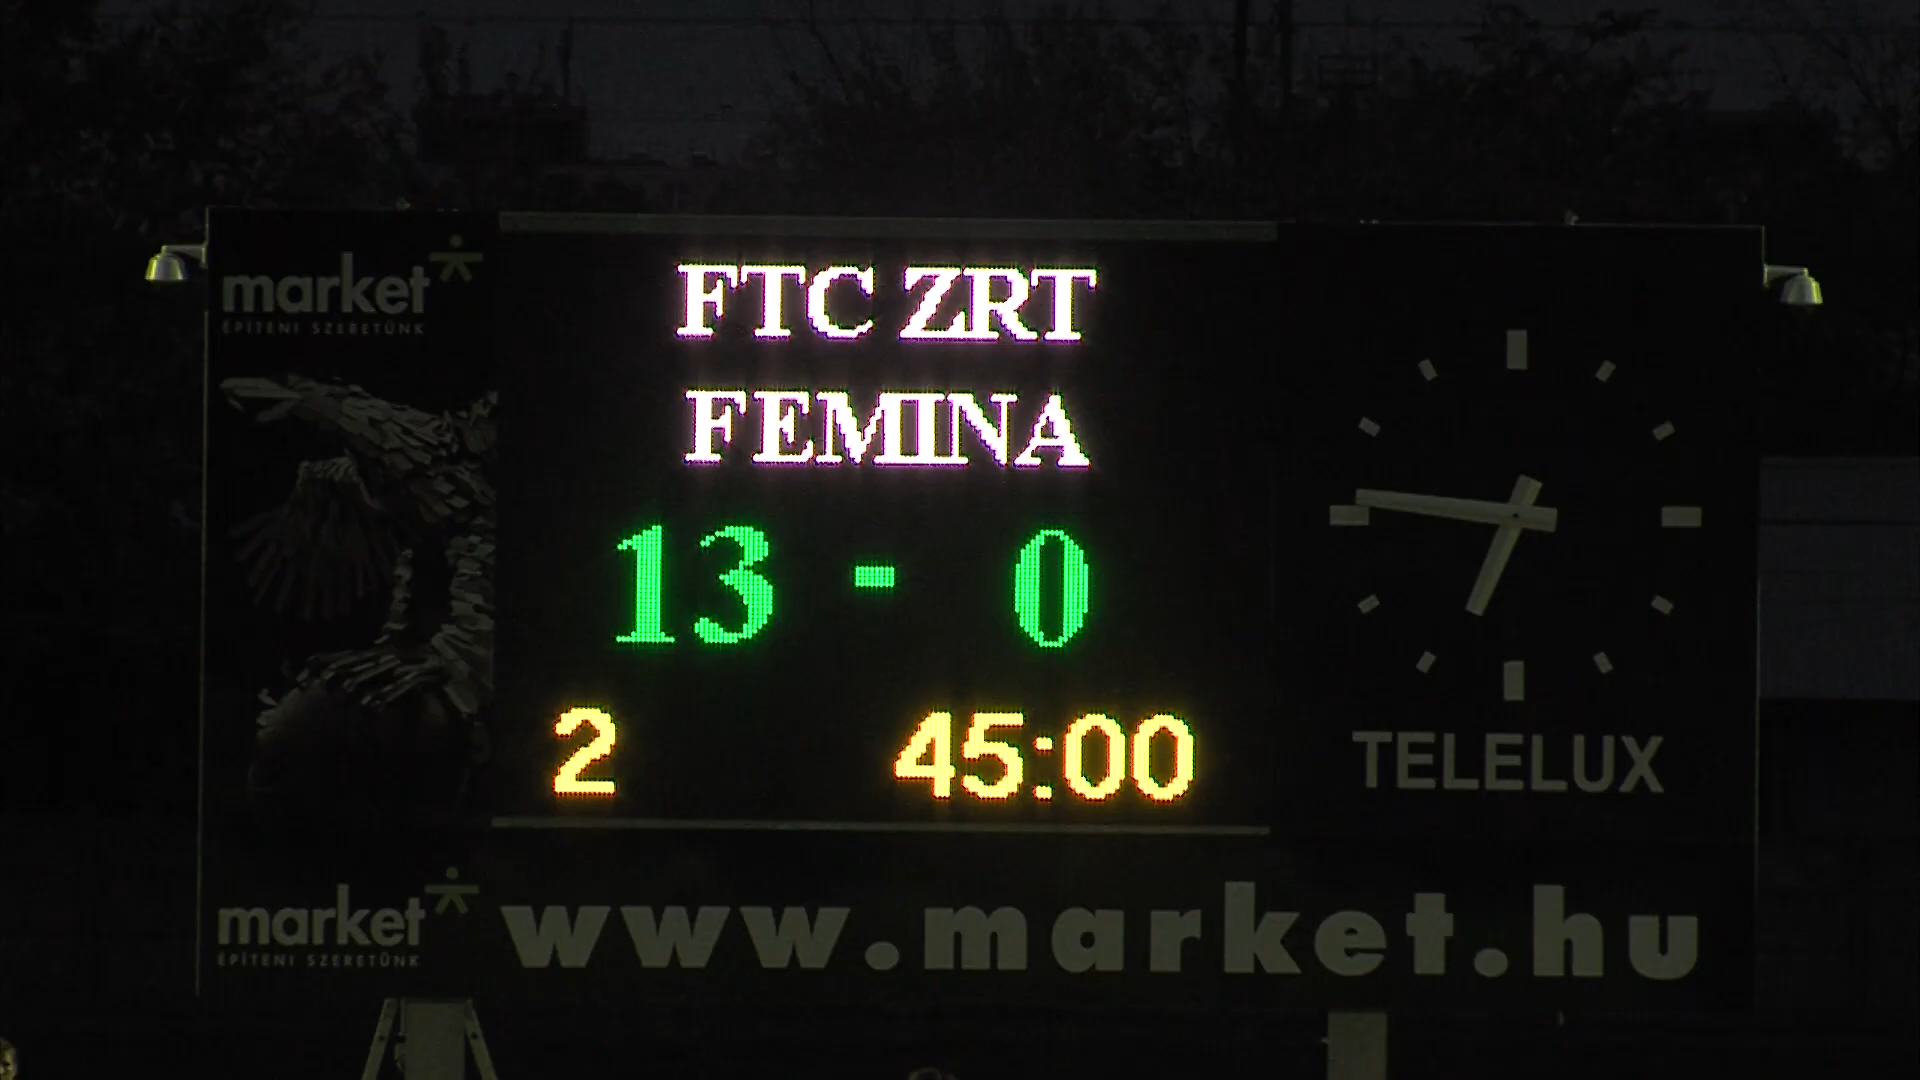 market
ÉPÍTENI SZERETÜNK
FTC ZRT
FEMINA
13 - 0
2 45:00
TELELUX
market
ÉPÍTENI SZERETÜNK
www.market.hu